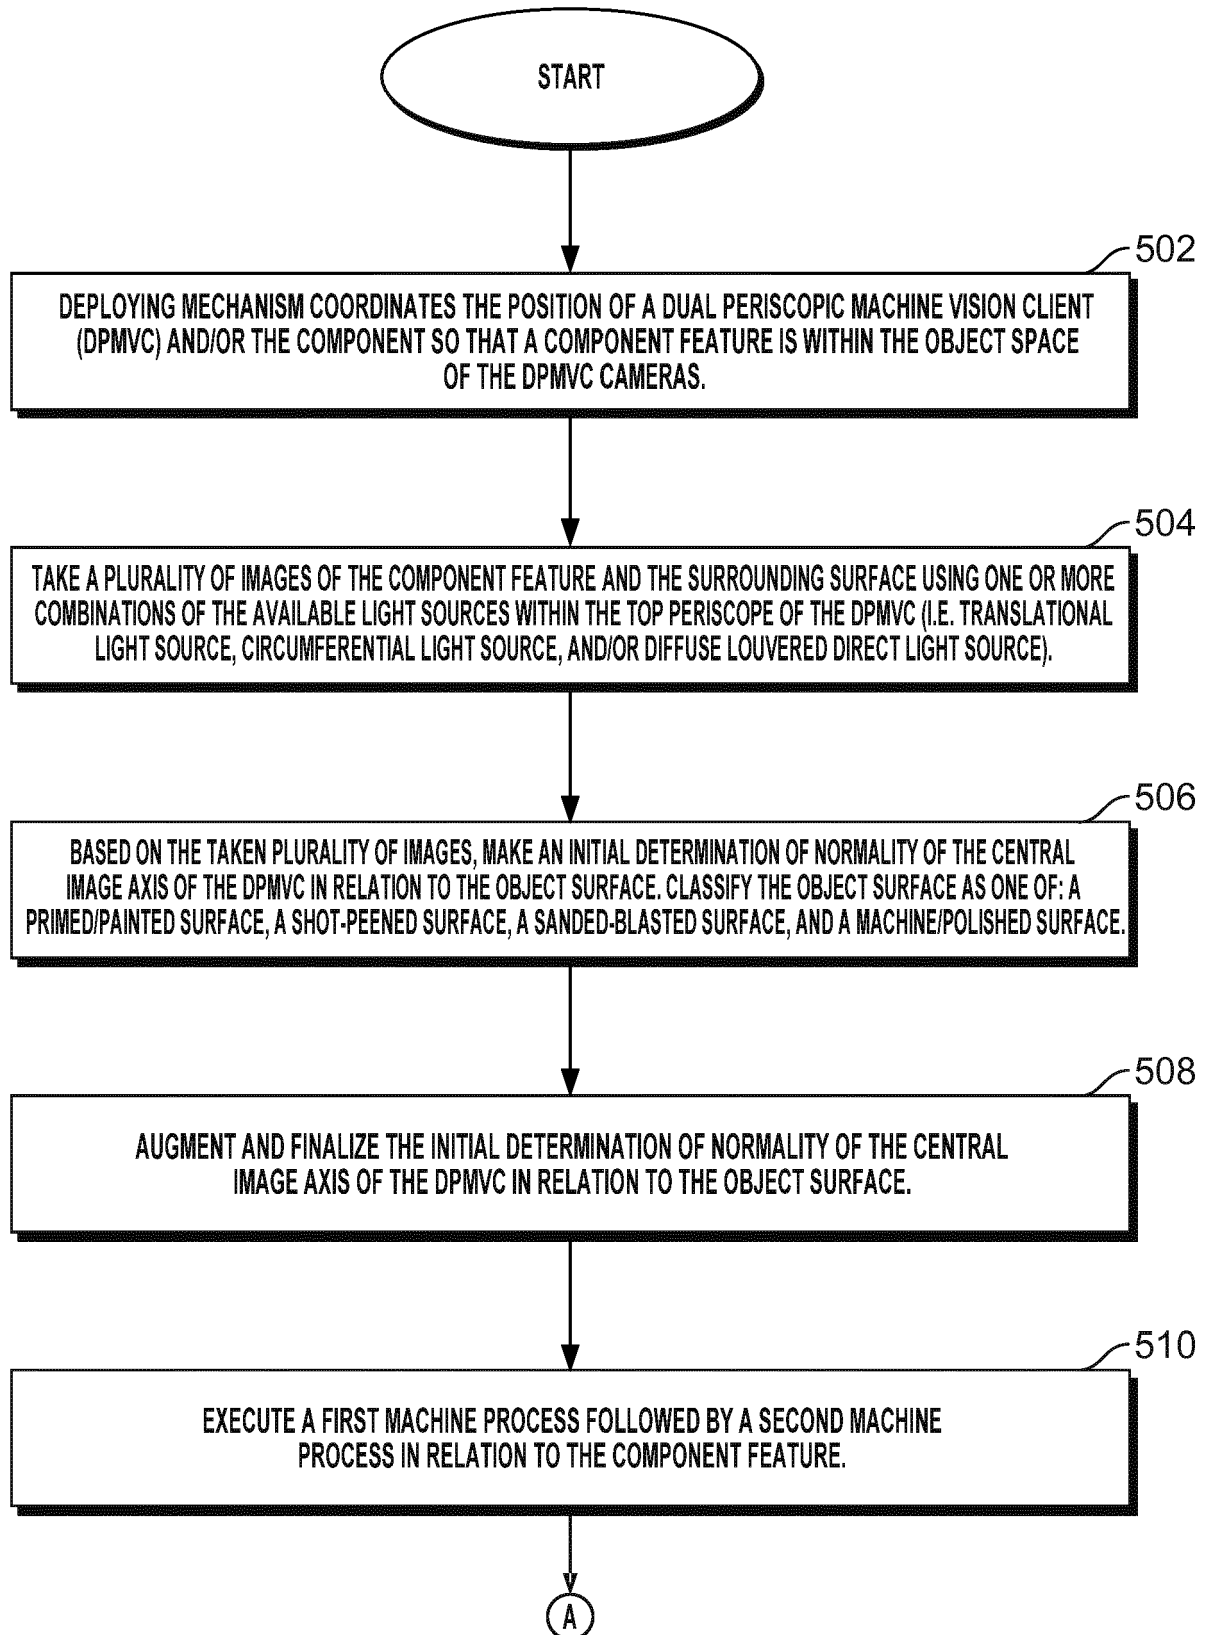 START
502
DEPLOYING MECHANISM COORDINATES THE POSITION OF A DUAL PERISCOPIC MACHINE VISION CLIENT
(DPMVC) AND/OR THE COMPONENT SO THAT A COMPONENT FEATURE IS WITHIN THE OBJECT SPACE
OF THE DPMVC CAMERAS.
504
TAKE A PLURALITY OF IMAGES OF THE COMPONENT FEATURE AND THE SURROUNDING SURFACE USING ONE OR MORE
COMBINATIONS OF THE AVAILABLE LIGHT SOURCES WITHIN THE TOP PERISCOPE OF THE DPMVC (I.E. TRANSLATIONAL
LIGHT SOURCE, CIRCUMFERENTIAL LIGHT SOURCE, AND/OR DIFFUSE LOUVERED DIRECT LIGHT SOURCE).
506
BASED ON THE TAKEN PLURALITY OF IMAGES, MAKE AN INITIAL DETERMINATION OF NORMALITY OF THE CENTRAL
IMAGE AXIS OF THE DPMVC IN RELATION TO THE OBJECT SURFACE. CLASSIFY THE OBJECT SURFACE AS ONE OF: A
PRIMED/PAINTED SURFACE, A SHOT-PEENED SURFACE, A SANDED-BLASTED SURFACE, AND A MACHINE/POLISHED SURFACE.
508
AUGMENT AND FINALIZE THE INITIAL DETERMINATION OF NORMALITY OF THE CENTRAL
IMAGE AXIS OF THE DPMVC IN RELATION TO THE OBJECT SURFACE.
510
EXECUTE A FIRST MACHINE PROCESS FOLLOWED BY A SECOND MACHINE
PROCESS IN RELATION TO THE COMPONENT FEATURE.
A